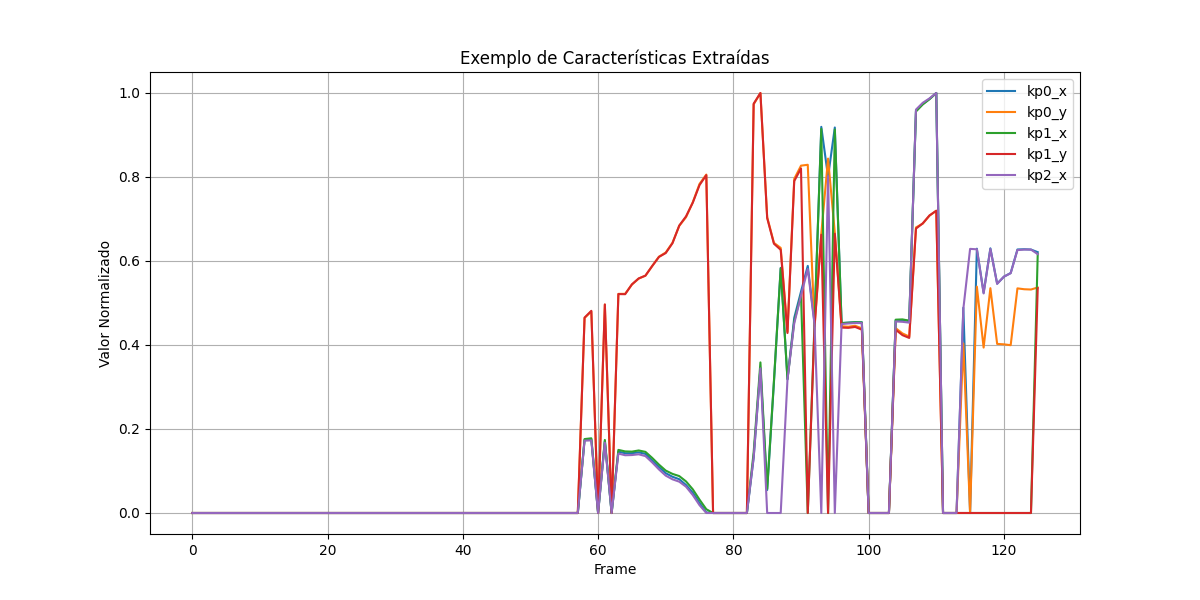 Exemplo de Características Extraídas
Valor Normalizado
1.0
0.8
0.6
0.4
0.2
0.0
0 20 40 60 80 100 120
Frame
kp0_x
kp0_y
kp1_x
kp1_y
kp2_x